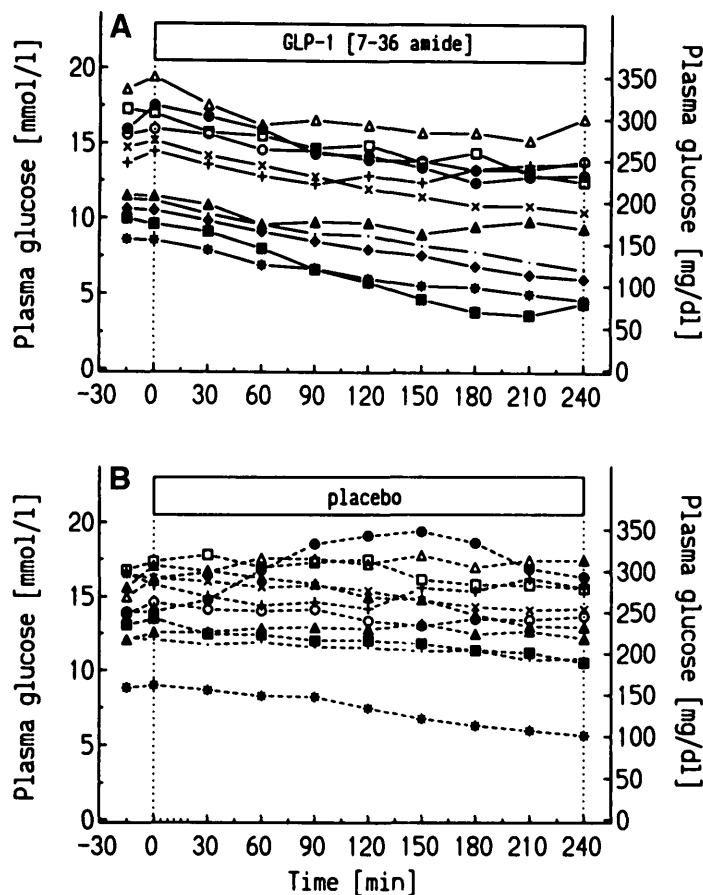 A
GLP-1 [7-36 amide]
Plasma glucose [mmol/l]
20
15
10
5
0
Plasma glucose [mg/dl]
350
300
250
200
150
100
50
0
-30 0 30 60 90 120 150 180 210 240
B
placebo
Plasma glucose [mmol/l]
20
15
10
5
0
Plasma glucose [mg/dl]
350
300
250
200
150
100
50
0
-30 0 30 60 90 120 150 180 210 240
Time [min]